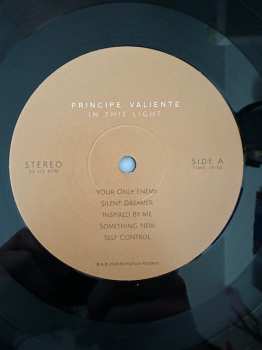 PRINCIPE VALIENTE
IN THIS LIGHT
STEREO
SIDE A
YOUR ONLY ENEMY
SILENT DREAMER
INSPIRED BY ME
SOMETHING NEW
SELF CONTROL